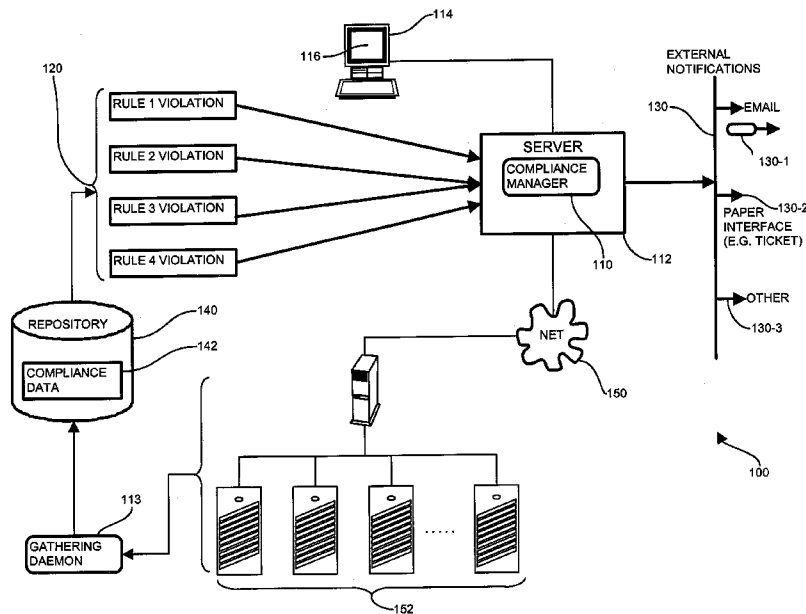 114
116
EXTERNAL
NOTIFICATIONS
120
RULE 1 VIOLATION
130
EMAIL
130-1
SERVER
RULE 2 VIOLATION
COMPLIANCE
MANAGER
RULE 3 VIOLATION
130-2
PAPER
INTERFACE
(E.G. TICKET)
RULE 4 VIOLATION
110
112
OTHER
130-3
REPOSITORY
140
NET
142
COMPLIANCE
DATA
150
100
113
GATHERING
DAEMON
.....
152